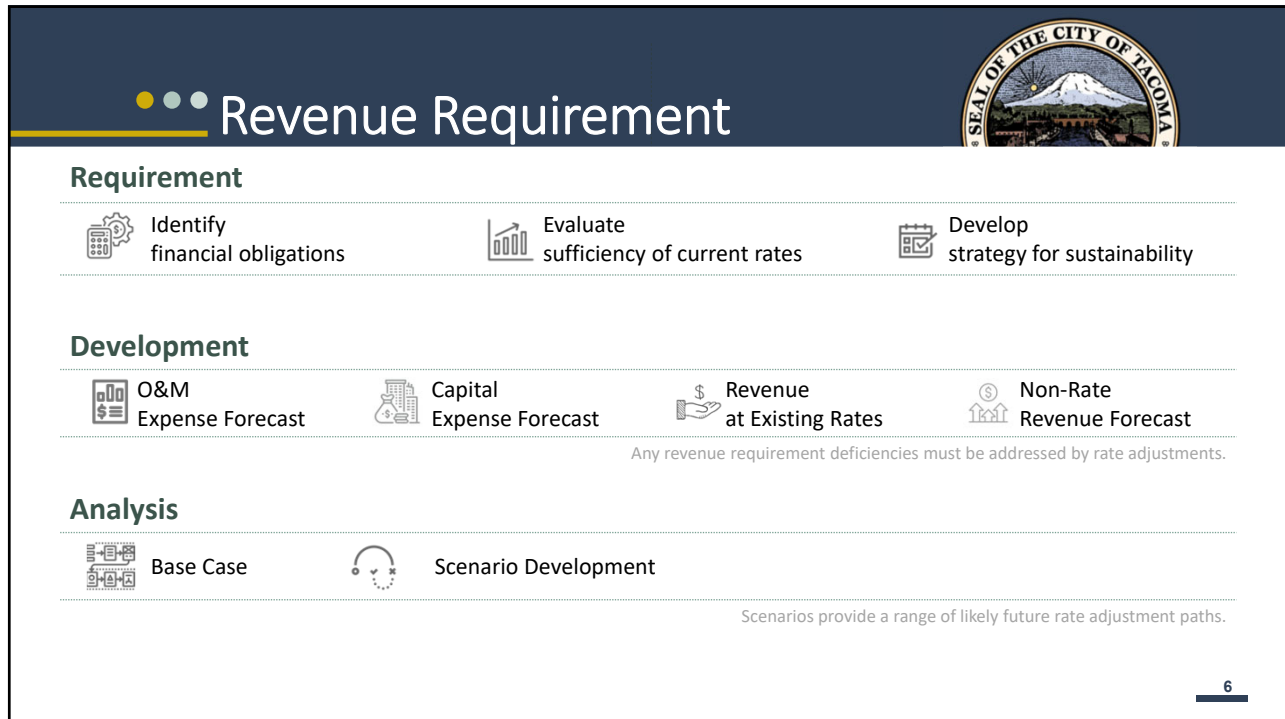 Revenue Requirement
SEAL OF THE CITY OF TACOMA
Requirement
Identify
financial obligations
Evaluate
sufficiency of current rates
Develop
strategy for sustainability
Development
O&M
Expense Forecast
Capital
Expense Forecast
Revenue
at Existing Rates
Non-Rate
Revenue Forecast
Any revenue requirement deficiencies must be addressed by rate adjustments.
Analysis
Base Case
Scenario Development
Scenarios provide a range of likely future rate adjustment paths.
6